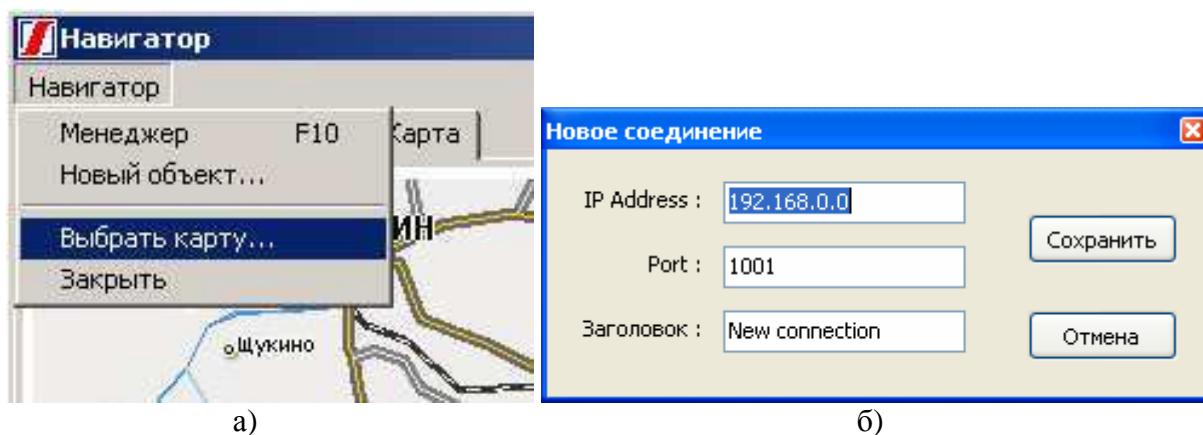 Навигатор
Навигатор
Менеджер F10
Карта
Новый объект...
ИН
Выбрать карту...
Закрыть
Щукино
а)
Новое соединение
IP Address : 192.168.0.0
Port : 1001
Заголовок : New connection
Сохранить
Отмена
б)